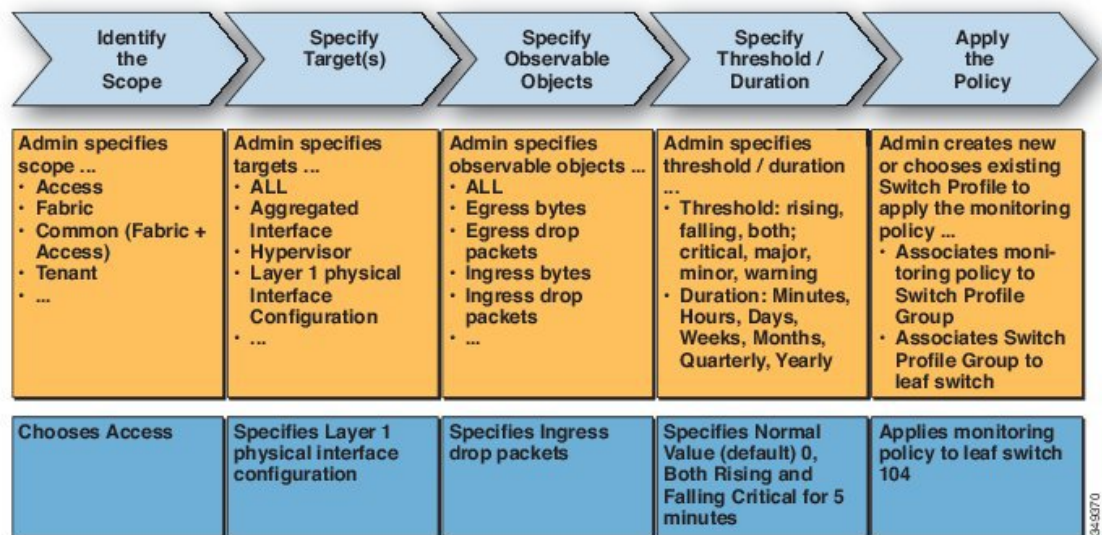 Identify
the
Scope
Specify
Target(s)
Specify
Observable
Objects
Specify
Threshold /
Duration
Apply
the
Policy
Admin specifies
scope ...
• Access
• Fabric
• Common (Fabric +
Access)
• Tenant
• ...
Admin specifies
targets ...
• ALL
• Aggregated
Interface
• Hypervisor
• Layer 1 physical
Interface
Configuration
• ...
Admin specifies
observable objects ...
• ALL
• Egress bytes
• Egress drop
packets
• Ingress bytes
• Ingress drop
packets
• ...
Admin specifies
threshold / duration
...
• Threshold: rising,
falling, both;
critical, major,
minor, warning
• Duration: Minutes,
Hours, Days,
Weeks, Months,
Quarterly, Yearly
Admin creates new
or chooses existing
Switch Profile to
apply the monitoring
policy ...
• Associates moni-
toring policy to
Switch Profile
Group
• Associates Switch
Profile Group to
leaf switch
Chooses Access
Specifies Layer 1
physical interface
configuration
Specifies Ingress
drop packets
Specifies Normal
Value (default) 0,
Both Rising and
Falling Critical for 5
minutes
Applies monitoring
policy to leaf switch
104
349370